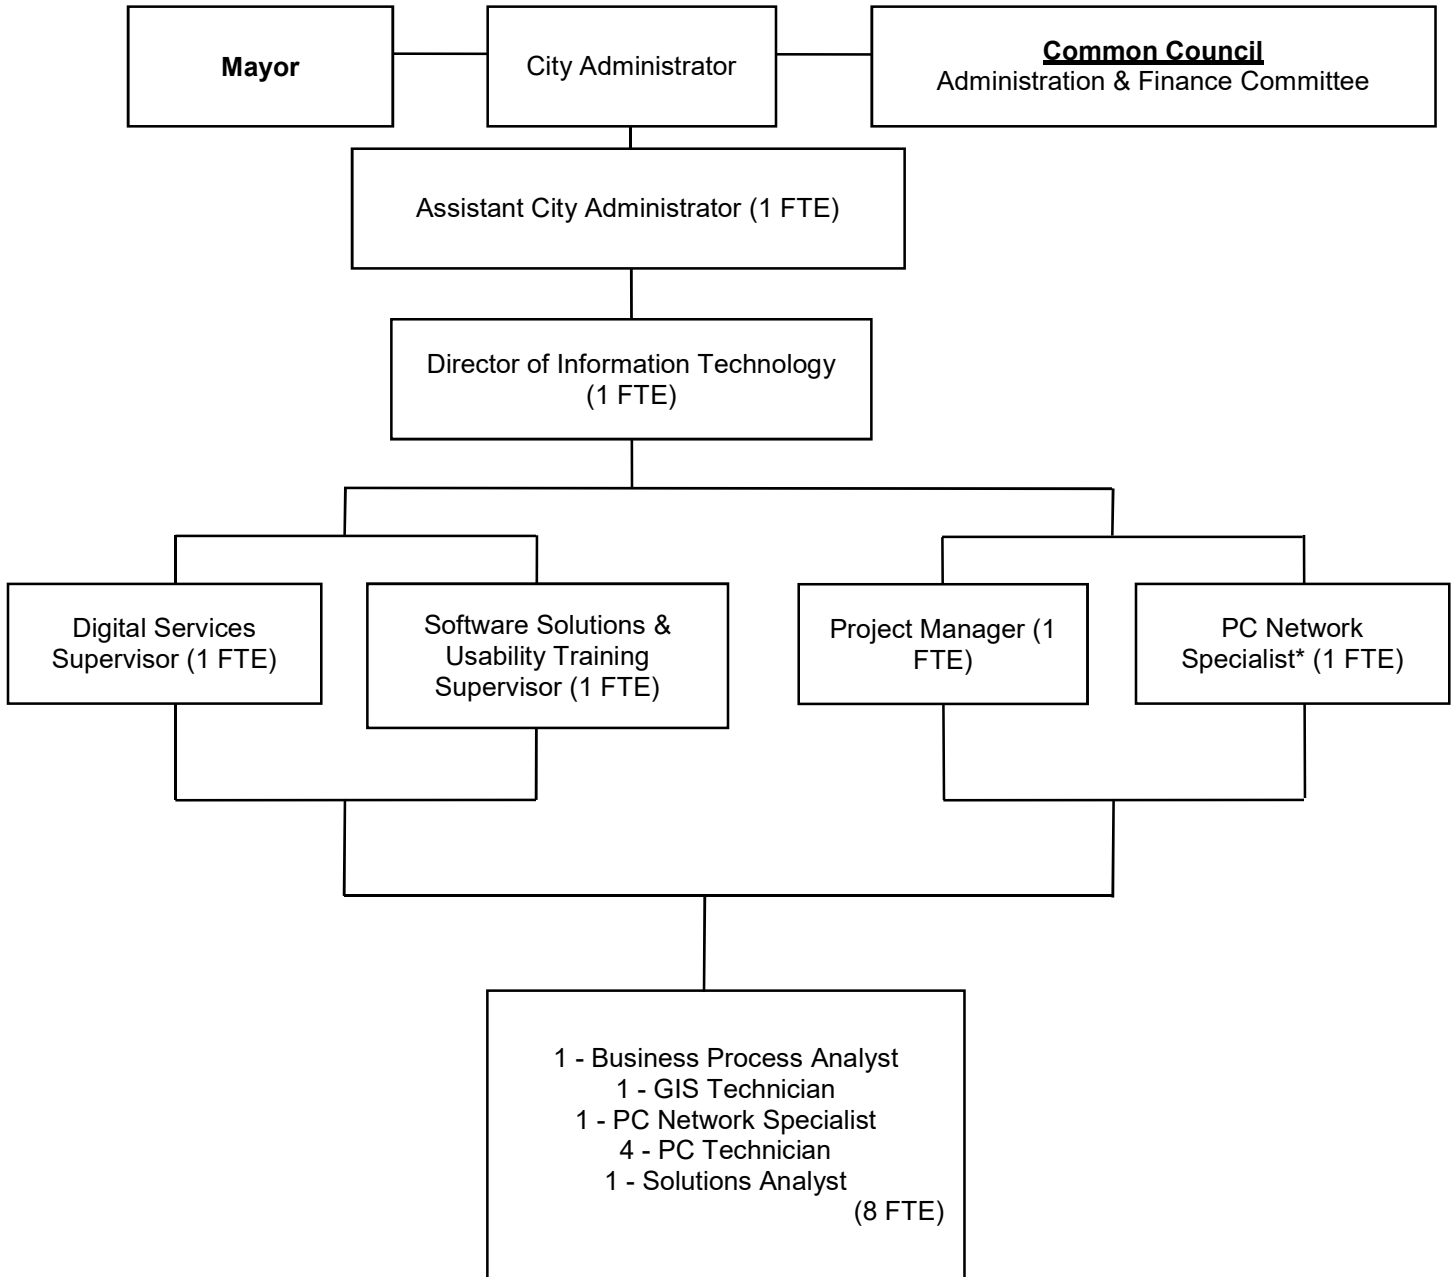 Mayor
City Administrator
Common Council
Administration & Finance Committee
Assistant City Administrator (1 FTE)
Director of Information Technology
(1 FTE)
Digital Services
Supervisor (1 FTE)
Software Solutions &
Usability Training
Supervisor (1 FTE)
Project Manager (1
FTE)
PC Network
Specialist* (1 FTE)
1 - Business Process Analyst
1 - GIS Technician
1 - PC Network Specialist
4 - PC Technician
1 - Solutions Analyst
(8 FTE)